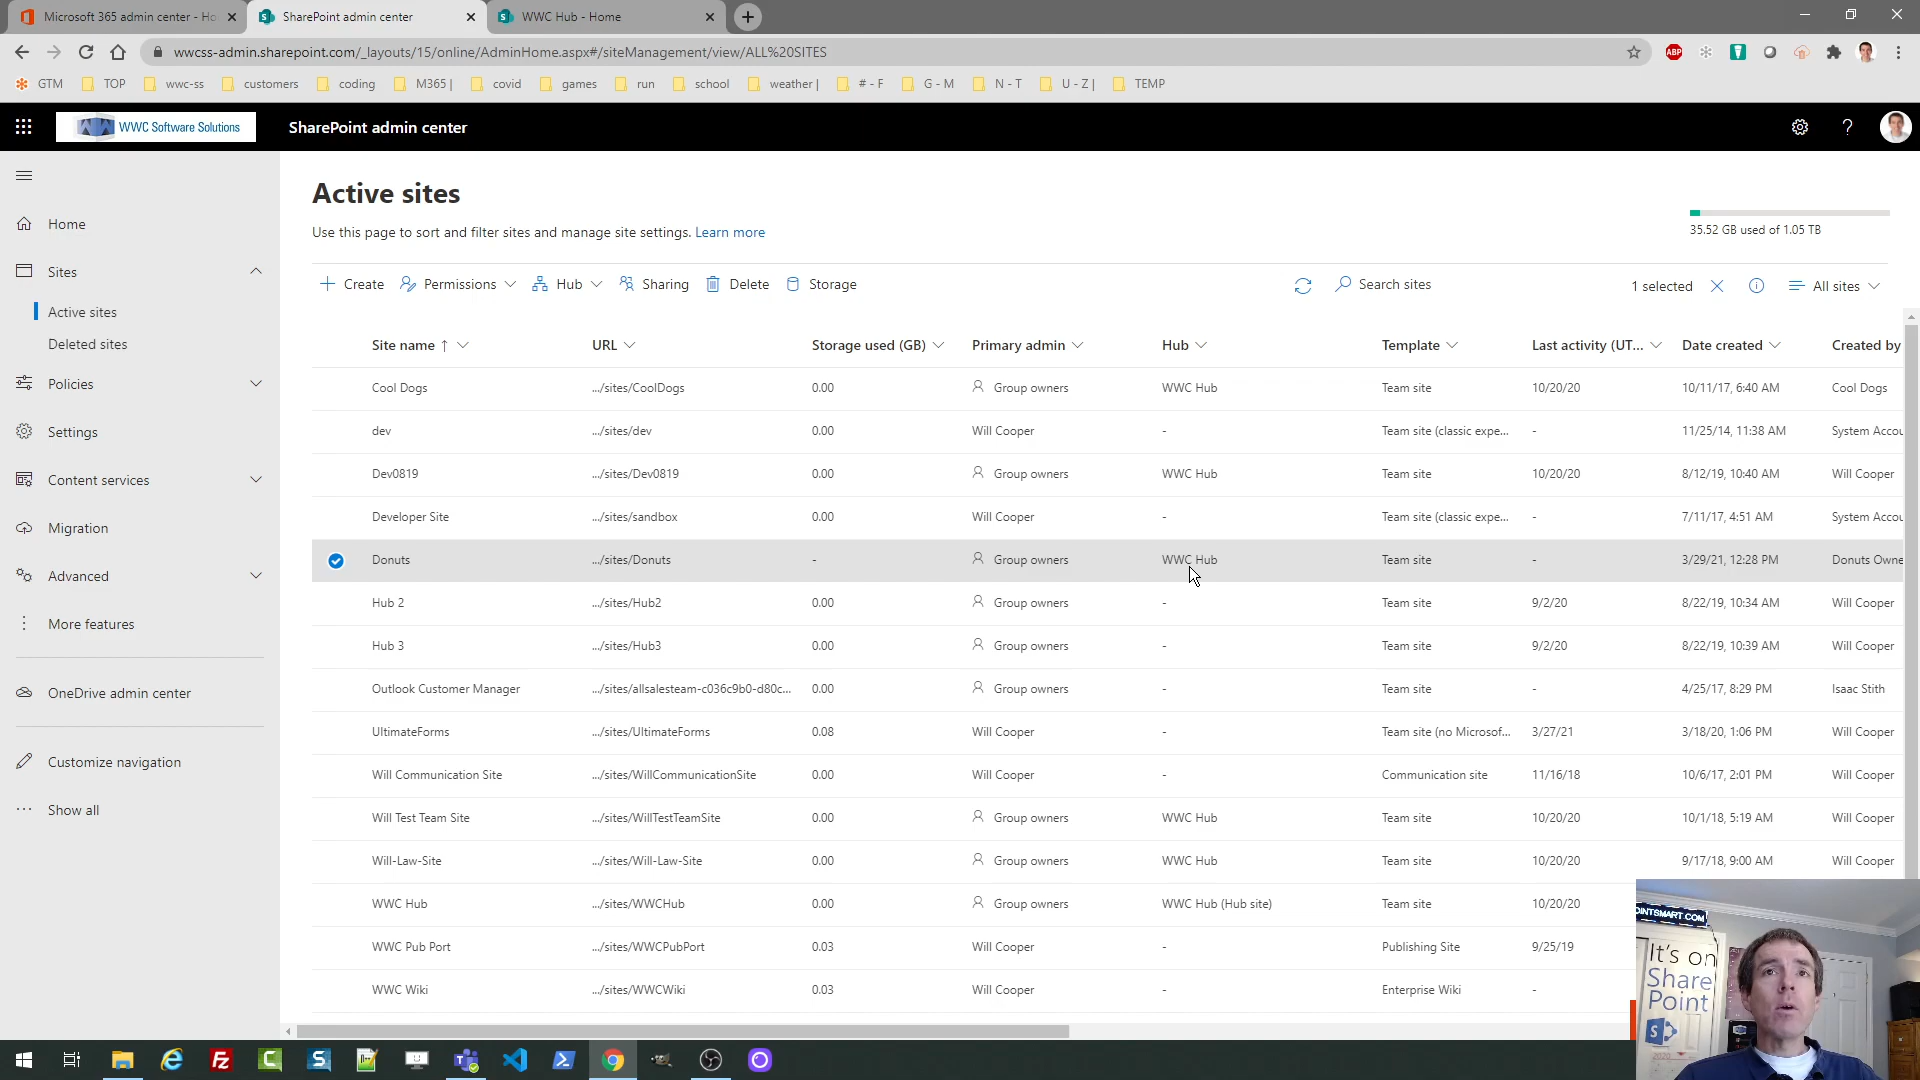 Microsoft 365 admin center - Ho
SharePoint admin center
WWC Hub - Home
wwcss-admin.sharepoint.com/_layouts/15/online/AdminHome.aspx#/siteManagement/view/ALL%20SITES
GTM TOP wwc-ss customers coding M365 | covid games run school weather | # - F G - M N - T U - Z | TEMP
WWC Software Solutions
SharePoint admin center
Home
Sites
Active sites
Deleted sites
Policies
Settings
Content services
Migration
Advanced
More features
OneDrive admin center
Customize navigation
Show all
Active sites
Use this page to sort and filter sites and manage site settings. Learn more
35.52 GB used of 1.05 TB
Create Permissions Hub Sharing Delete Storage Search sites 1 selected All sites
Site name ↑ URL Storage used (GB) Primary admin Hub Template Last activity (UT... Date created Created by
Cool Dogs .../sites/CoolDogs 0.00 Group owners WWC Hub Team site 10/20/20 10/11/17, 6:40 AM Cool Dogs
dev .../sites/dev 0.00 Will Cooper - Team site (classic expe... - 11/25/14, 11:38 AM System Accou
Dev0819 .../sites/Dev0819 0.00 Group owners WWC Hub Team site 10/20/20 8/12/19, 10:40 AM Will Cooper
Developer Site .../sites/sandbox 0.00 Will Cooper - Team site (classic expe... - 7/11/17, 4:51 AM System Accou
Donuts .../sites/Donuts - Group owners WWC Hub Team site - 3/29/21, 12:28 PM Donuts Owne
Hub 2 .../sites/Hub2 0.00 Group owners - Team site 9/2/20 8/22/19, 10:34 AM Will Cooper
Hub 3 .../sites/Hub3 0.00 Group owners - Team site 9/2/20 8/22/19, 10:39 AM Will Cooper
Outlook Customer Manager .../sites/allsalesteam-c036c9b0-d80c... 0.00 Group owners - Team site - 4/25/17, 8:29 PM Isaac Stith
UltimateForms .../sites/UltimateForms 0.08 Will Cooper - Team site (no Microsof... 3/27/21 3/18/20, 1:06 PM Will Cooper
Will Communication Site .../sites/WillCommunicationSite 0.00 Will Cooper - Communication site 11/16/18 10/6/17, 2:01 PM Will Cooper
Will Test Team Site .../sites/WillTestTeamSite 0.00 Group owners WWC Hub Team site 10/20/20 10/1/18, 5:19 AM Will Cooper
Will-Law-Site .../sites/Will-Law-Site 0.00 Group owners WWC Hub Team site 10/20/20 9/17/18, 9:00 AM Will Cooper
WWC Hub .../sites/WWCHub 0.00 Group owners WWC Hub (Hub site) Team site 10/20/20
WWC Pub Port .../sites/WWCPubPort 0.03 Will Cooper - Publishing Site 9/25/19
WWC Wiki .../sites/WWCWiki 0.03 Will Cooper - Enterprise Wiki -
OINTSMART.COM
It's on
Share
Point